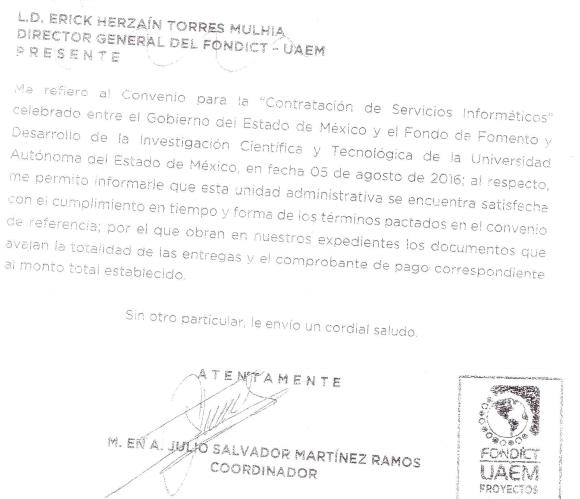 L.D. ERICK HERZAÍN TORRES MULHIA
DIRECTOR GENERAL DEL FONDICT – UAEM
P R E S E N T E
Me refiero al Convenio para la "Contratación de Servicios Informáticos"
celebrado entre el Gobierno del Estado de México y el Fondo de Fomento y
Desarrollo de la Investigación Científica y Tecnológica de la Universidad
Autónoma del Estado de México, en fecha 05 de agosto de 2016; al respecto,
me permito informarle que esta unidad administrativa se encuentra satisfecha
con el cumplimiento en tiempo y forma de los términos pactados en el convenio
de referencia; por el que obran en nuestros expedientes los documentos que
avalan la totalidad de las entregas y el comprobante de pago correspondiente
al monto total establecido.
Sin otro particular, le envío un cordial saludo.
A T E N T A M E N T E
M. EN A. JULIO SALVADOR MARTÍNEZ RAMOS
COORDINADOR
FONDICT
UAEM
PROYECTOS